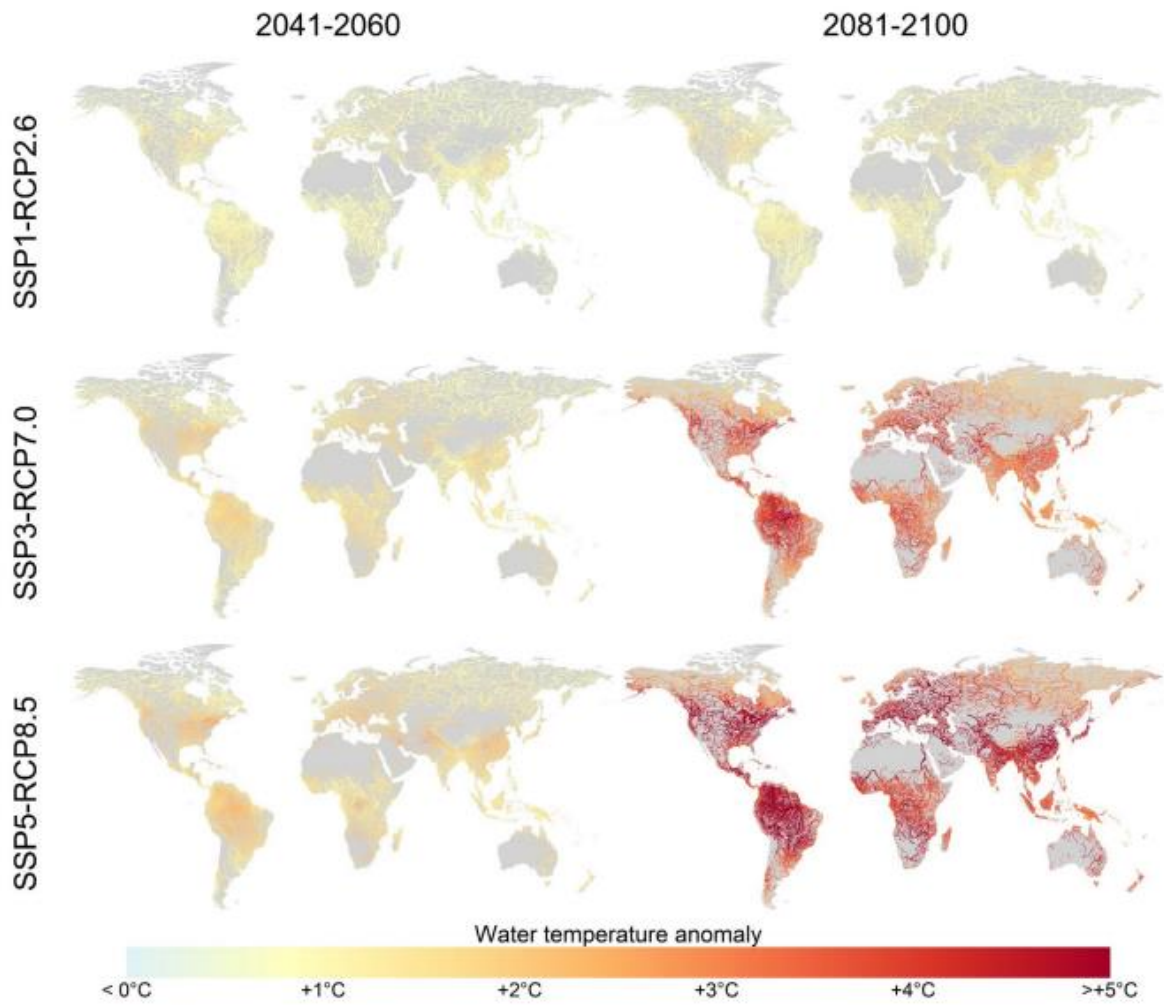 2041-2060
2081-2100
SSP1-RCP2.6
SSP3-RCP7.0
SSP5-RCP8.5
Water temperature anomaly
< 0°C +1°C +2°C +3°C +4°C >+5°C